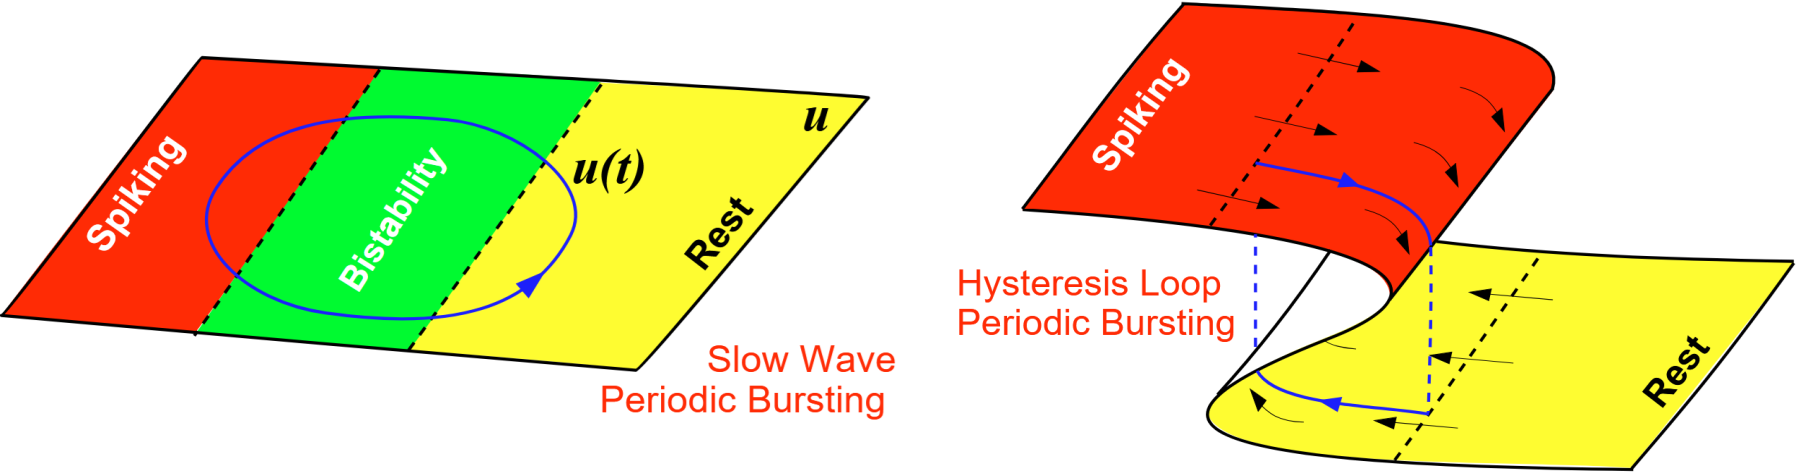 Spiking
Bistability
Rest
u
u(t)
Slow Wave
Periodic Bursting
Spiking
Hysteresis Loop
Periodic Bursting
Rest